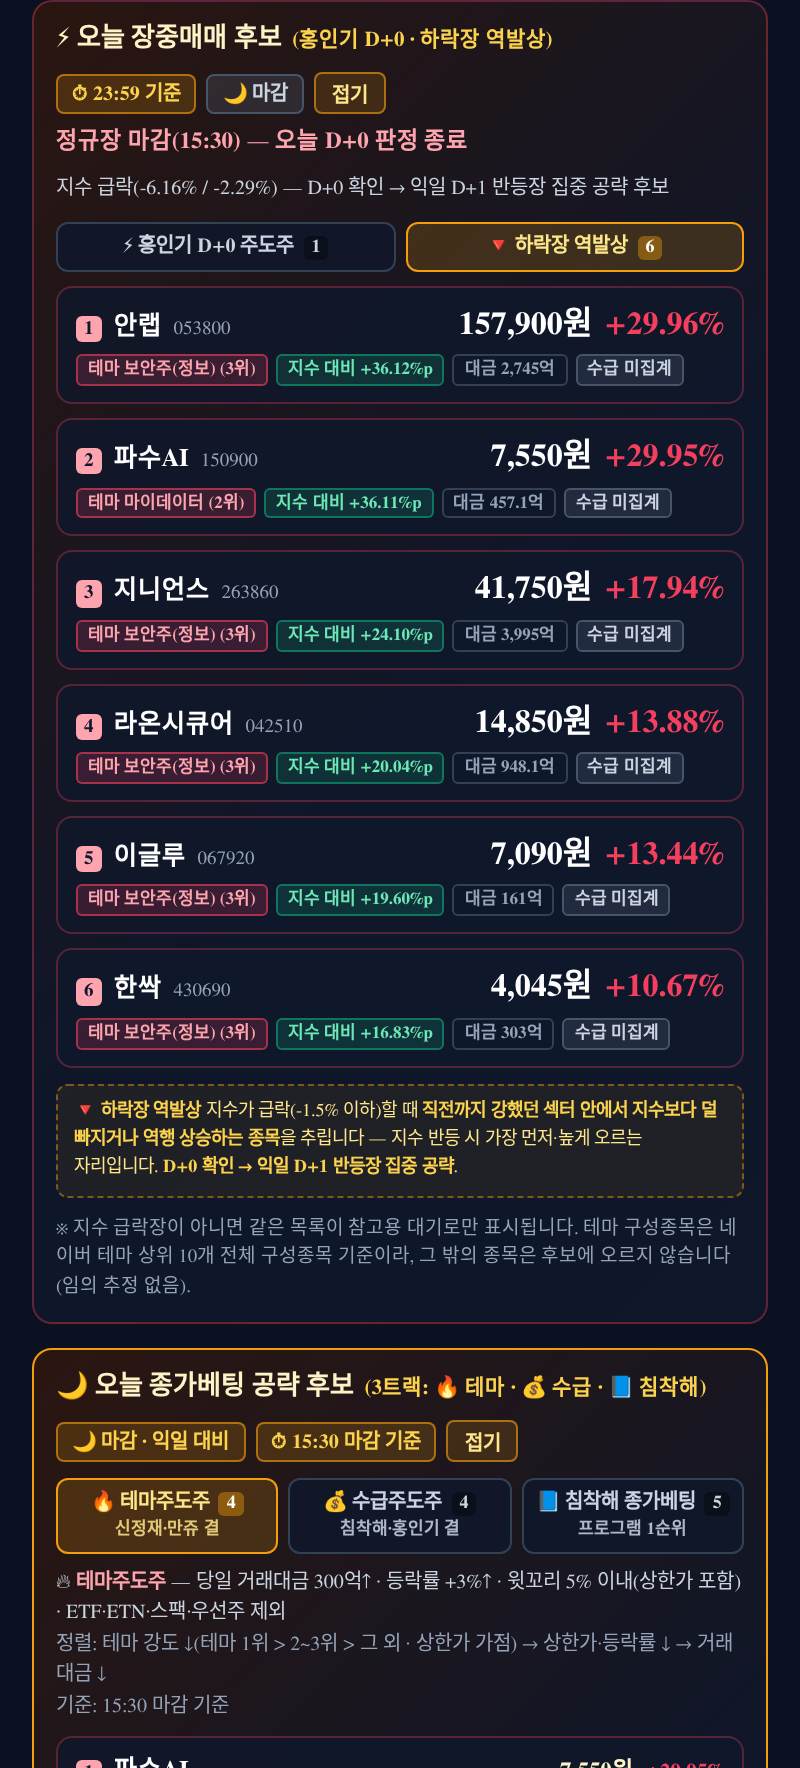 ⚡ 오늘 장중매매 후보 (홍인기 D+0 · 하락장 역발상)
⏱ 23:59 기준 🌙 마감 접기
정규장 마감(15:30) — 오늘 D+0 판정 종료
지수 급락(-6.16% / -2.29%) — D+0 확인 → 익일 D+1 반등장 집중 공략 후보
⚡ 홍인기 D+0 주도주 1 🔻 하락장 역발상 6
1 안랩 053800 157,900원 +29.96%
테마 보안주(정보) (3위) 지수 대비 +36.12%p 대금 2,745억 수급 미집계
2 파수AI 150900 7,550원 +29.95%
테마 마이데이터 (2위) 지수 대비 +36.11%p 대금 457.1억 수급 미집계
3 지니언스 263860 41,750원 +17.94%
테마 보안주(정보) (3위) 지수 대비 +24.10%p 대금 3,995억 수급 미집계
4 라온시큐어 042510 14,850원 +13.88%
테마 보안주(정보) (3위) 지수 대비 +20.04%p 대금 948.1억 수급 미집계
5 이글루 067920 7,090원 +13.44%
테마 보안주(정보) (3위) 지수 대비 +19.60%p 대금 161억 수급 미집계
6 한싹 430690 4,045원 +10.67%
테마 보안주(정보) (3위) 지수 대비 +16.83%p 대금 303억 수급 미집계
🔻 하락장 역발상 지수가 급락(-1.5% 이하)할 때 직전까지 강했던 섹터 안에서 지수보다 덜
빠지거나 역행 상승하는 종목을 추립니다 — 지수 반등 시 가장 먼저·높게 오르는
자리입니다. D+0 확인 → 익일 D+1 반등장 집중 공략.
※ 지수 급락장이 아니면 같은 목록이 참고용 대기로만 표시됩니다. 테마 구성종목은 네
이버 테마 상위 10개 전체 구성종목 기준이라, 그 밖의 종목은 후보에 오르지 않습니다
(임의 추정 없음).
🌙 오늘 종가베팅 공략 후보 (3트랙: 🔥 테마 · 💰 수급 · 📘 침착해)
🌙 마감 · 익일 대비 ⏱ 15:30 마감 기준 접기
🔥 테마주도주 4 💰 수급주도주 4 📘 침착해 종가베팅 5
신정재·만쥬 결 침착해·홍인기 결 프로그램 1순위
🔥 테마주도주 — 당일 거래대금 300억↑ · 등락률 +3%↑ · 윗꼬리 5% 이내(상한가 포함)
· ETF·ETN·스팩·우선주 제외
정렬: 테마 강도 ↓(테마 1위 > 2~3위 > 그 외 · 상한가 가점) → 상한가·등락률 ↓ → 거래
대금 ↓
기준: 15:30 마감 기준
1 파수AI 7,550원 +29.95%